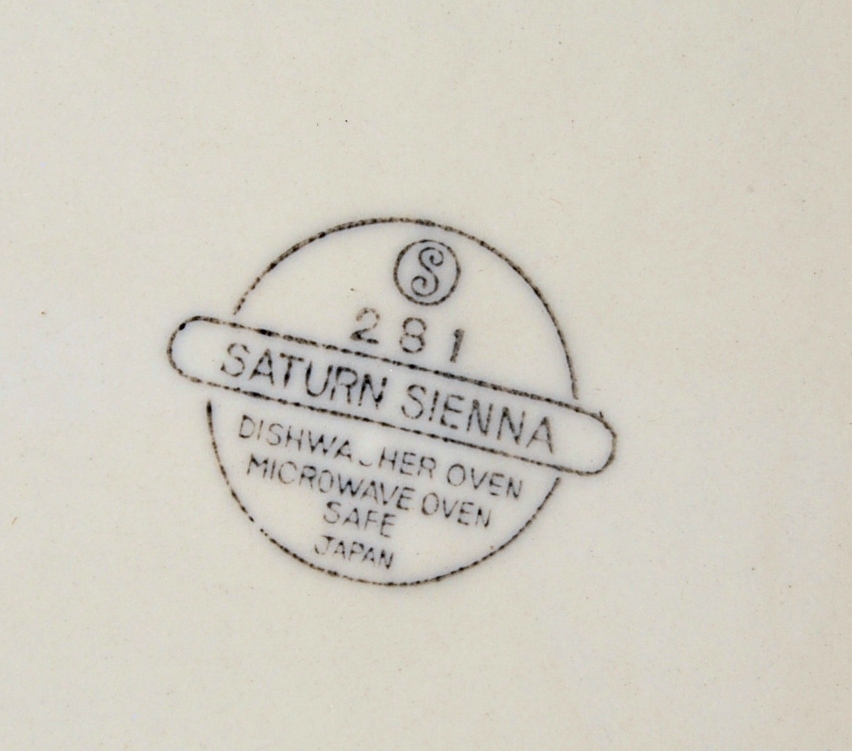 S
281
SATURN SIENNA
DISHWASHER OVEN
MICROWAVE OVEN
SAFE
JAPAN